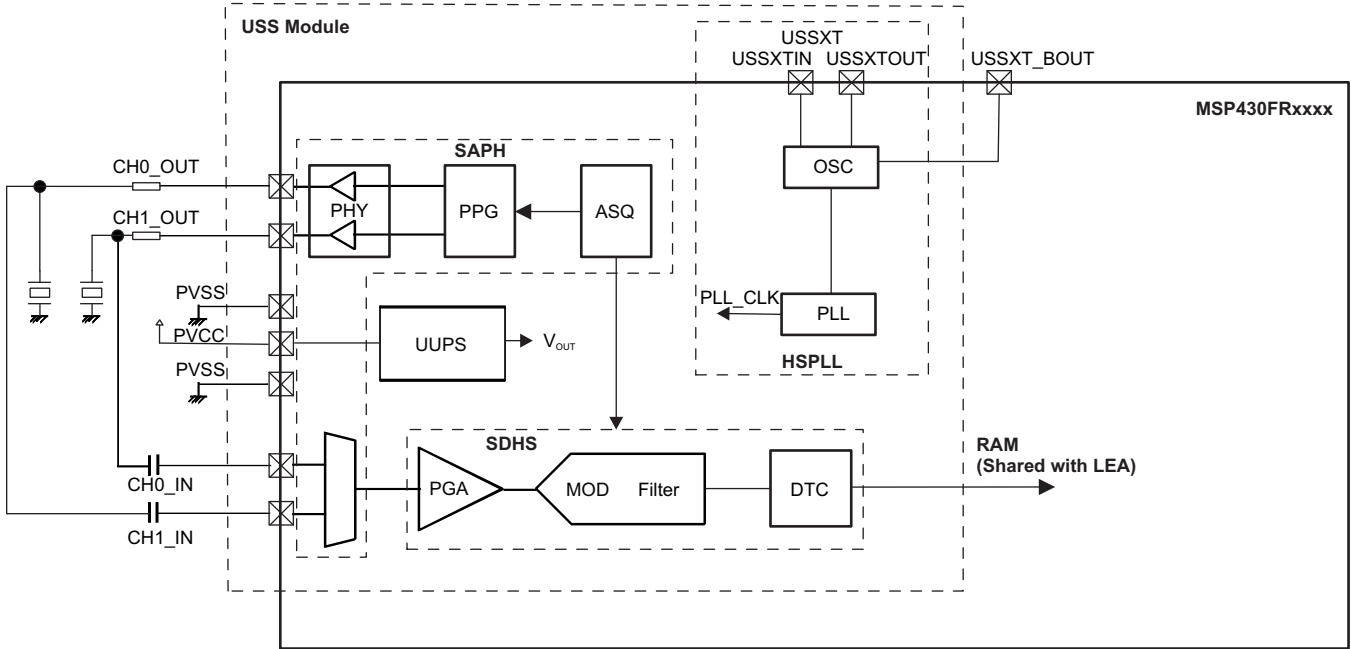 USS Module
USSXT
USSXTIN
USSXTOUT
USSXT_BOUT
MSP430FRxxxx
SAPH
CH0_OUT
PHY
PPG
ASQ
OSC
CH1_OUT
PVSS
PVCC
UUPS
VOUT
PLL_CLK
PLL
HSPLL
PVSS
SDHS
RAM
(Shared with LEA)
PGA
MOD
Filter
DTC
CH0_IN
CH1_IN